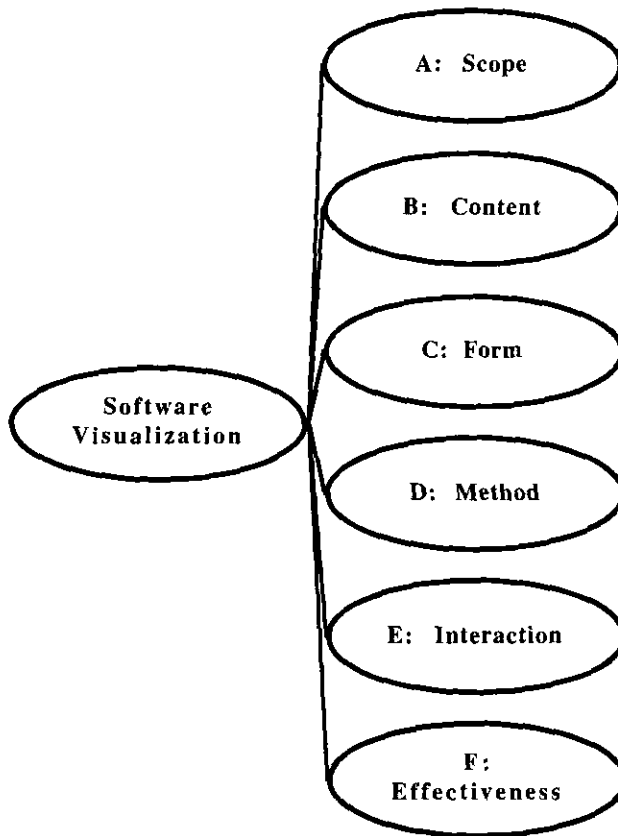 A: Scope
B: Content
C: Form
Software
Visualization
D: Method
E: Interaction
F:
Effectiveness